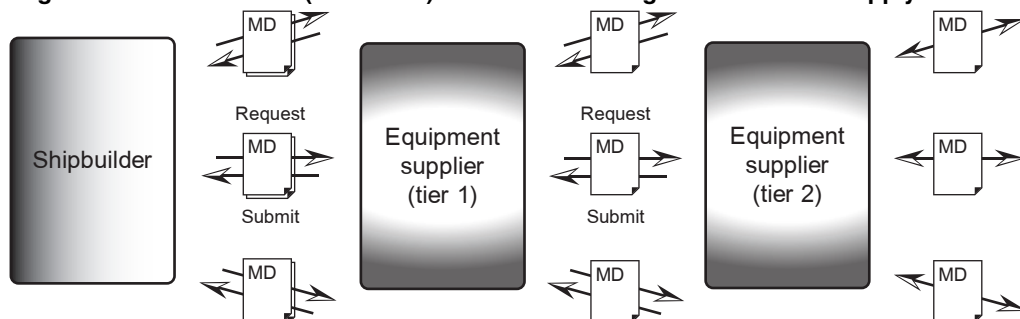 MD
MD
MD
Request
Request
Shipbuilder
MD
Equipment
supplier
(tier 1)
MD
Equipment
supplier
(tier 2)
MD
Submit
Submit
MD
MD
MD